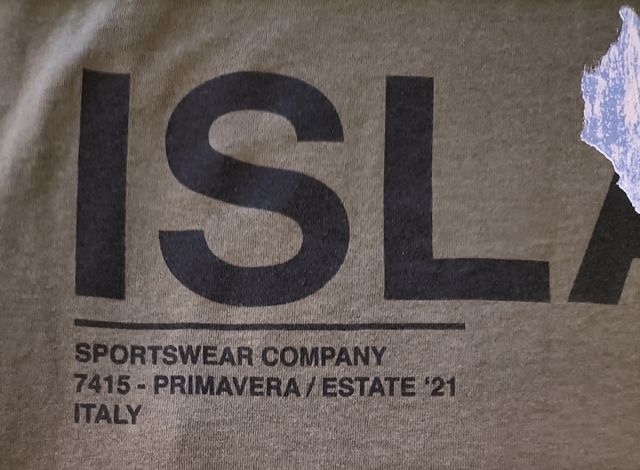 ISLA
SPORTSWEAR COMPANY
7415 - PRIMAVERA / ESTATE ‘21
ITALY